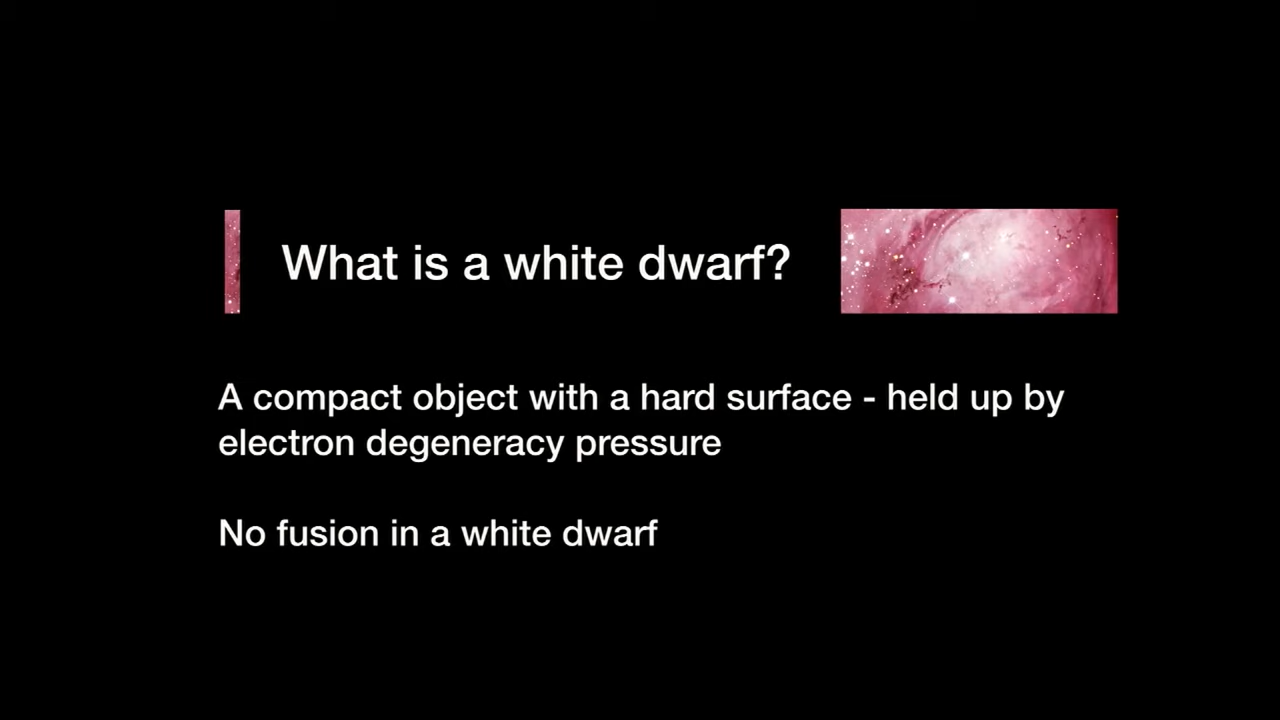 What is a white dwarf?
A compact object with a hard surface - held up by
electron degeneracy pressure
No fusion in a white dwarf